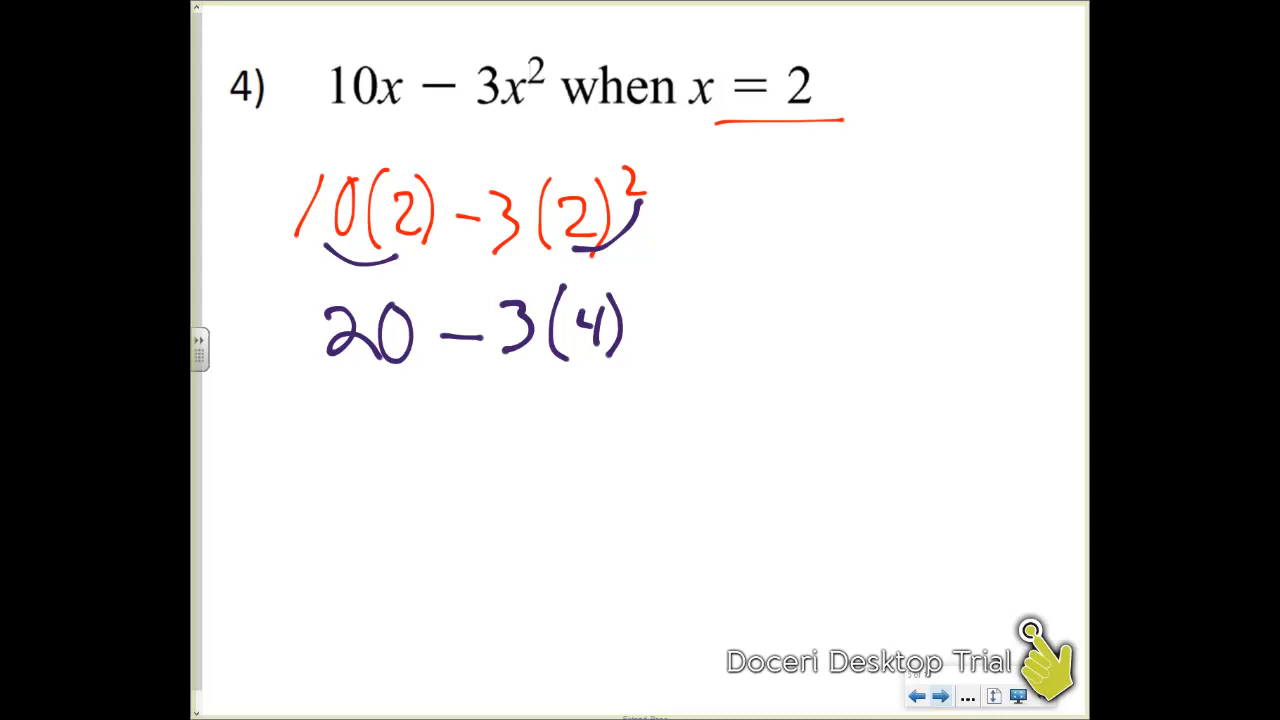 4) 10x − 3x² when x = 2
10(2) − 3(2)²
20 − 3(4)
Doceri Desktop Trial